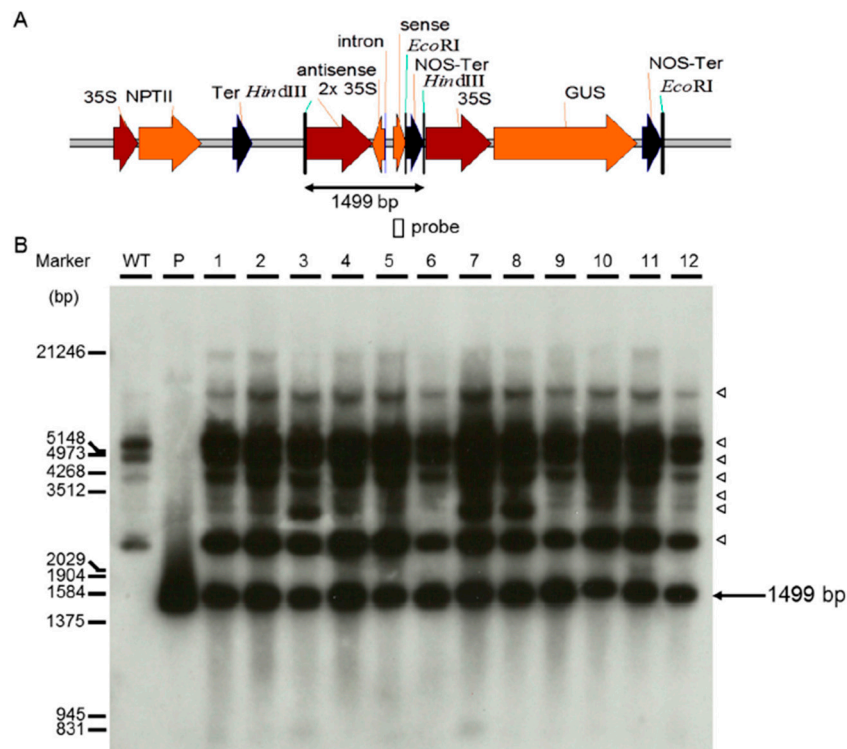 A
sense
intron
EcoRI
antisense
NOS-Ter
NOS-Ter
35S NPTII
Ter HindIII
2x 35S
HindIII
GUS
EcoRI
35S
1499 bp
probe
B
Marker WT P 1 2 3 4 5 6 7 8 9 10 11 12
(bp)
21246
5148
4973
4268
3512
2029
1904
1584
1499 bp
1375
945
831